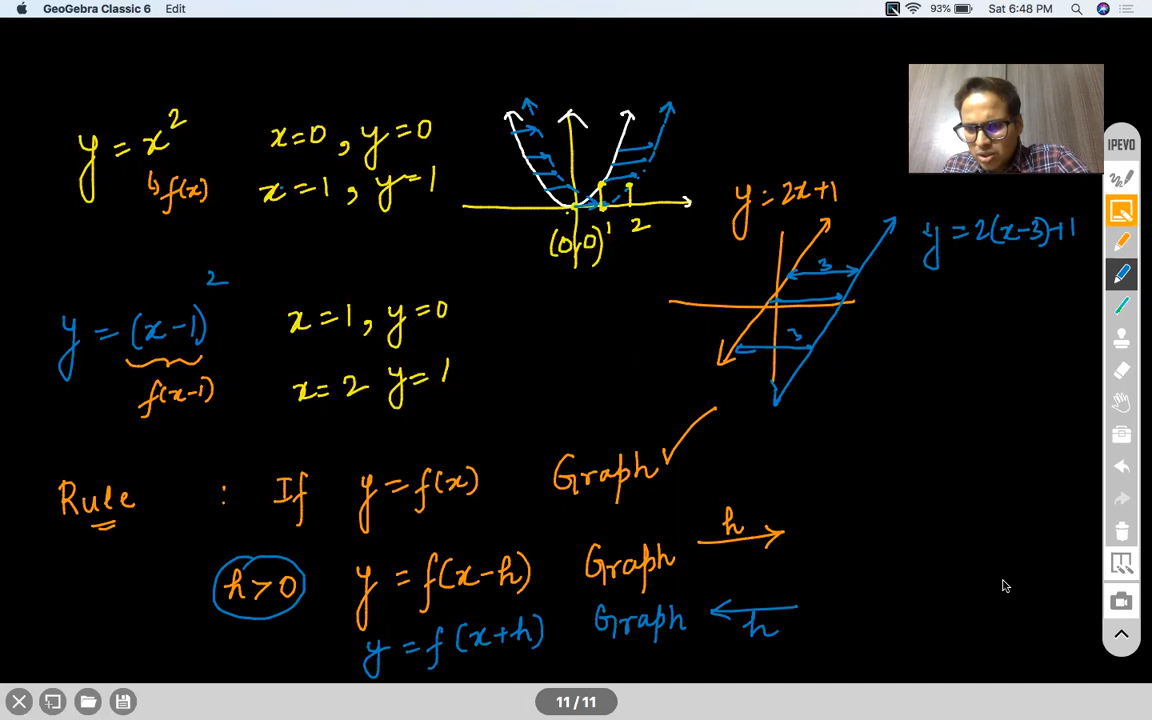 GeoGebra Classic 6 Edit 93% Sat 6:48 PM
IPEVO
y = x² x=0, y=0
↳f(x) x=1, y=1
(0,0) 1 2
y = 2x+1
y = 2(x-3)+1
3
3
y = (x-1)² x=1, y=0
f(x-1) x=2 y=1
Rule : If y = f(x) Graph ✓
h>0 y = f(x-h) Graph h →
y = f(x+h) Graph ← h
11/11